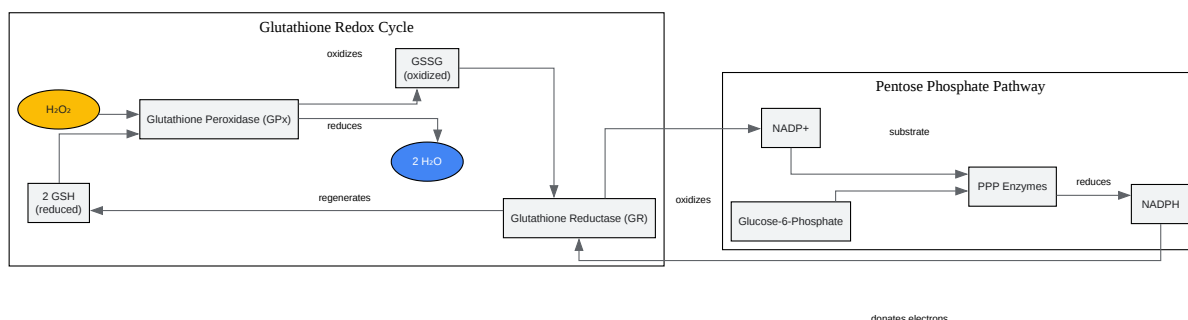 Glutathione Redox Cycle
oxidizes
GSSG
(oxidized)
H₂O₂
Glutathione Peroxidase (GPx)
reduces
2 H₂O
2 GSH
(reduced)
regenerates
Glutathione Reductase (GR)
oxidizes
Pentose Phosphate Pathway
NADP+
substrate
PPP Enzymes
reduces
NADPH
Glucose-6-Phosphate
donates electrons